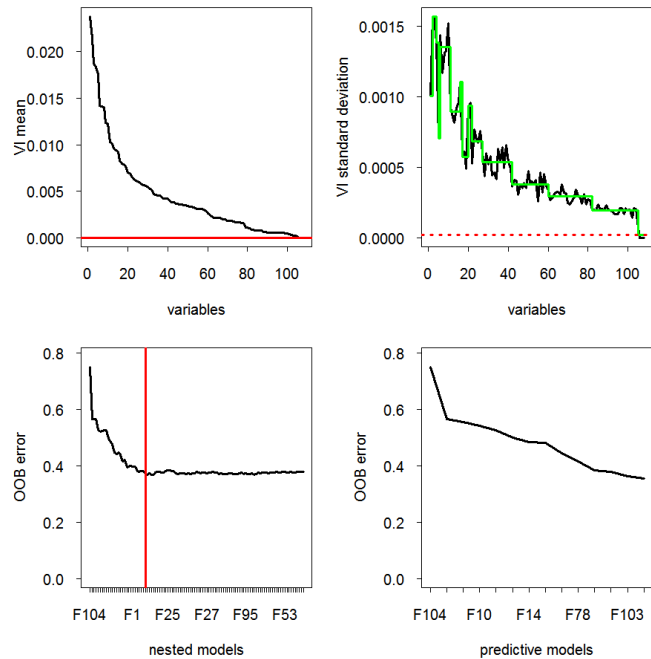 VI mean
0.020
0.015
0.010
0.005
0.000
0 20 40 60 80 100
variables
VI standard deviation
0.0015
0.0010
0.0005
0.0000
0 20 40 60 80 100
variables
OOB error
0.8
0.6
0.4
0.2
0.0
F104 F1 F25 F27 F95 F53
nested models
OOB error
0.8
0.6
0.4
0.2
0.0
F104 F10 F14 F78 F103
predictive models